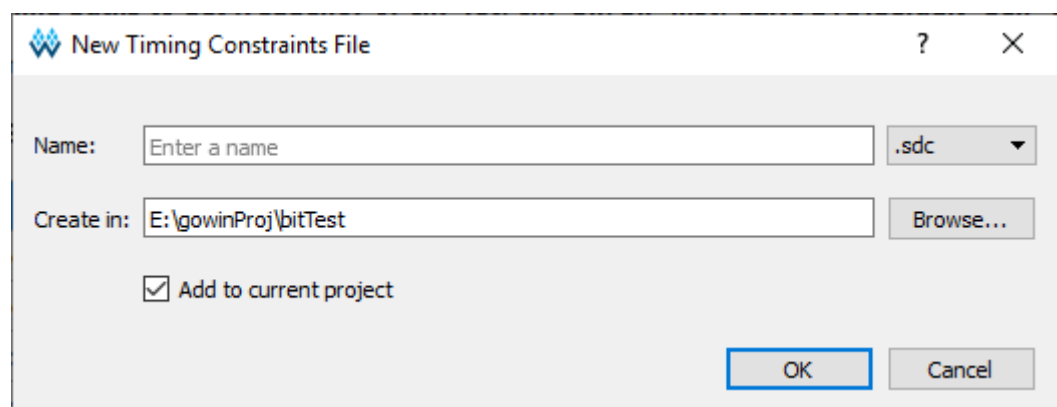 New Timing Constraints File ?
Name: Enter a name .sdc
Create in: E:\gowinProj\bitTest Browse...
Add to current project
OK Cancel